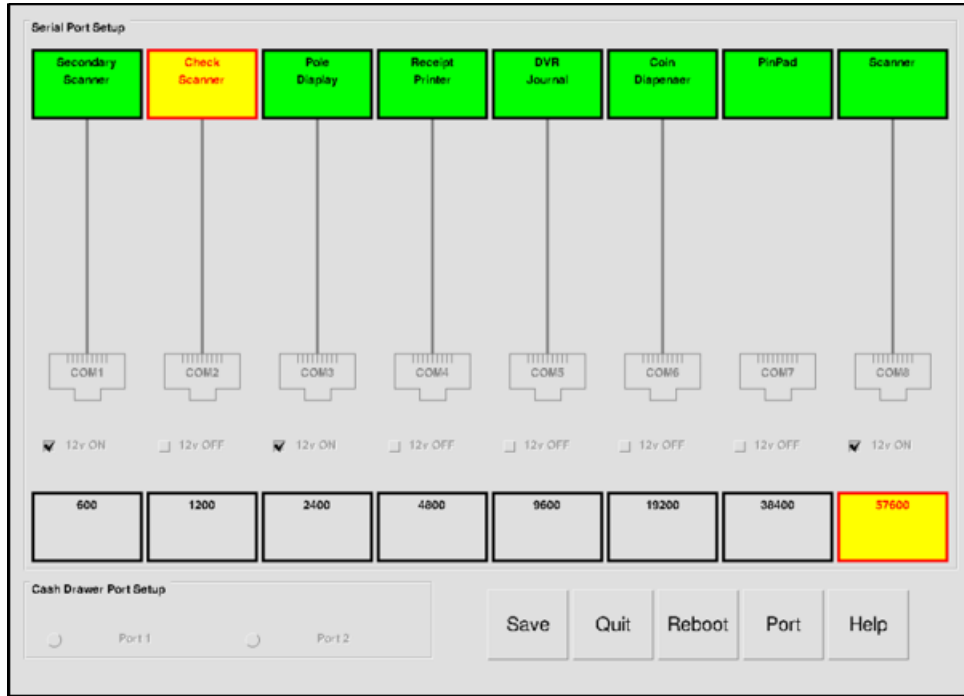 Serial Port Setup
Secondary Scanner
Check Scanner
Pole Display
Receipt Printer
DVR Journal
Coin Dispenser
PinPad
Scanner
COM1 COM2 COM3 COM4 COM5 COM6 COM7 COM8
12v ON 12v OFF 12v ON 12v OFF 12v OFF 12v OFF 12v OFF 12v ON
600 1200 2400 4800 9600 19200 38400 57600
Cash Drawer Port Setup
Port 1 Port 2
Save Quit Reboot Port Help